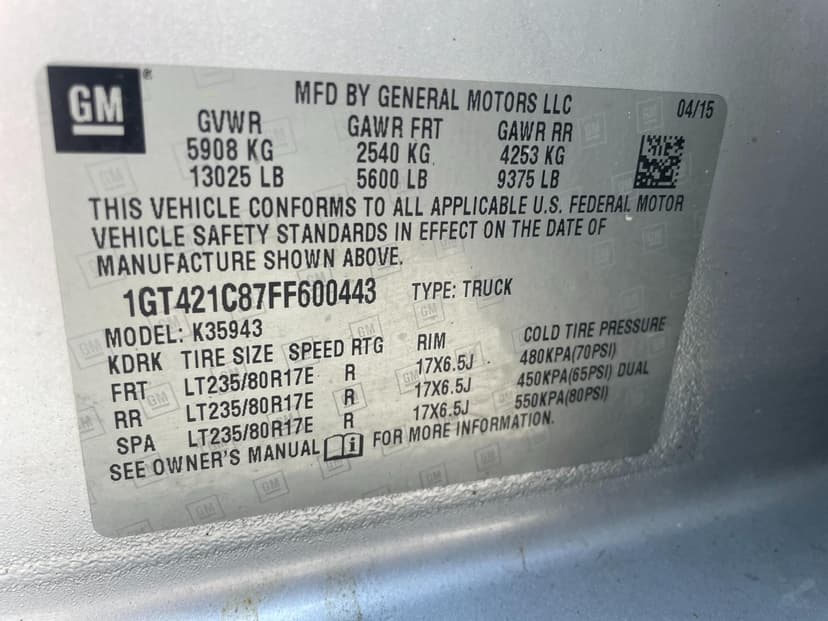 GM
MFD BY GENERAL MOTORS LLC 04/15
GVWR GAWR FRT GAWR RR
5908 KG 2540 KG 4253 KG
13025 LB 5600 LB 9375 LB
THIS VEHICLE CONFORMS TO ALL APPLICABLE U.S. FEDERAL MOTOR
VEHICLE SAFETY STANDARDS IN EFFECT ON THE DATE OF
MANUFACTURE SHOWN ABOVE.
1GT421C87FF600443 TYPE: TRUCK
MODEL: K35943
KDRK TIRE SIZE SPEED RTG RIM COLD TIRE PRESSURE
FRT LT235/80R17E R 17X6.5J 480KPA(70PSI)
RR LT235/80R17E R 17X6.5J 450KPA(65PSI) DUAL
SPA LT235/80R17E R 17X6.5J 550KPA(80PSI)
SEE OWNER'S MANUAL i FOR MORE INFORMATION.